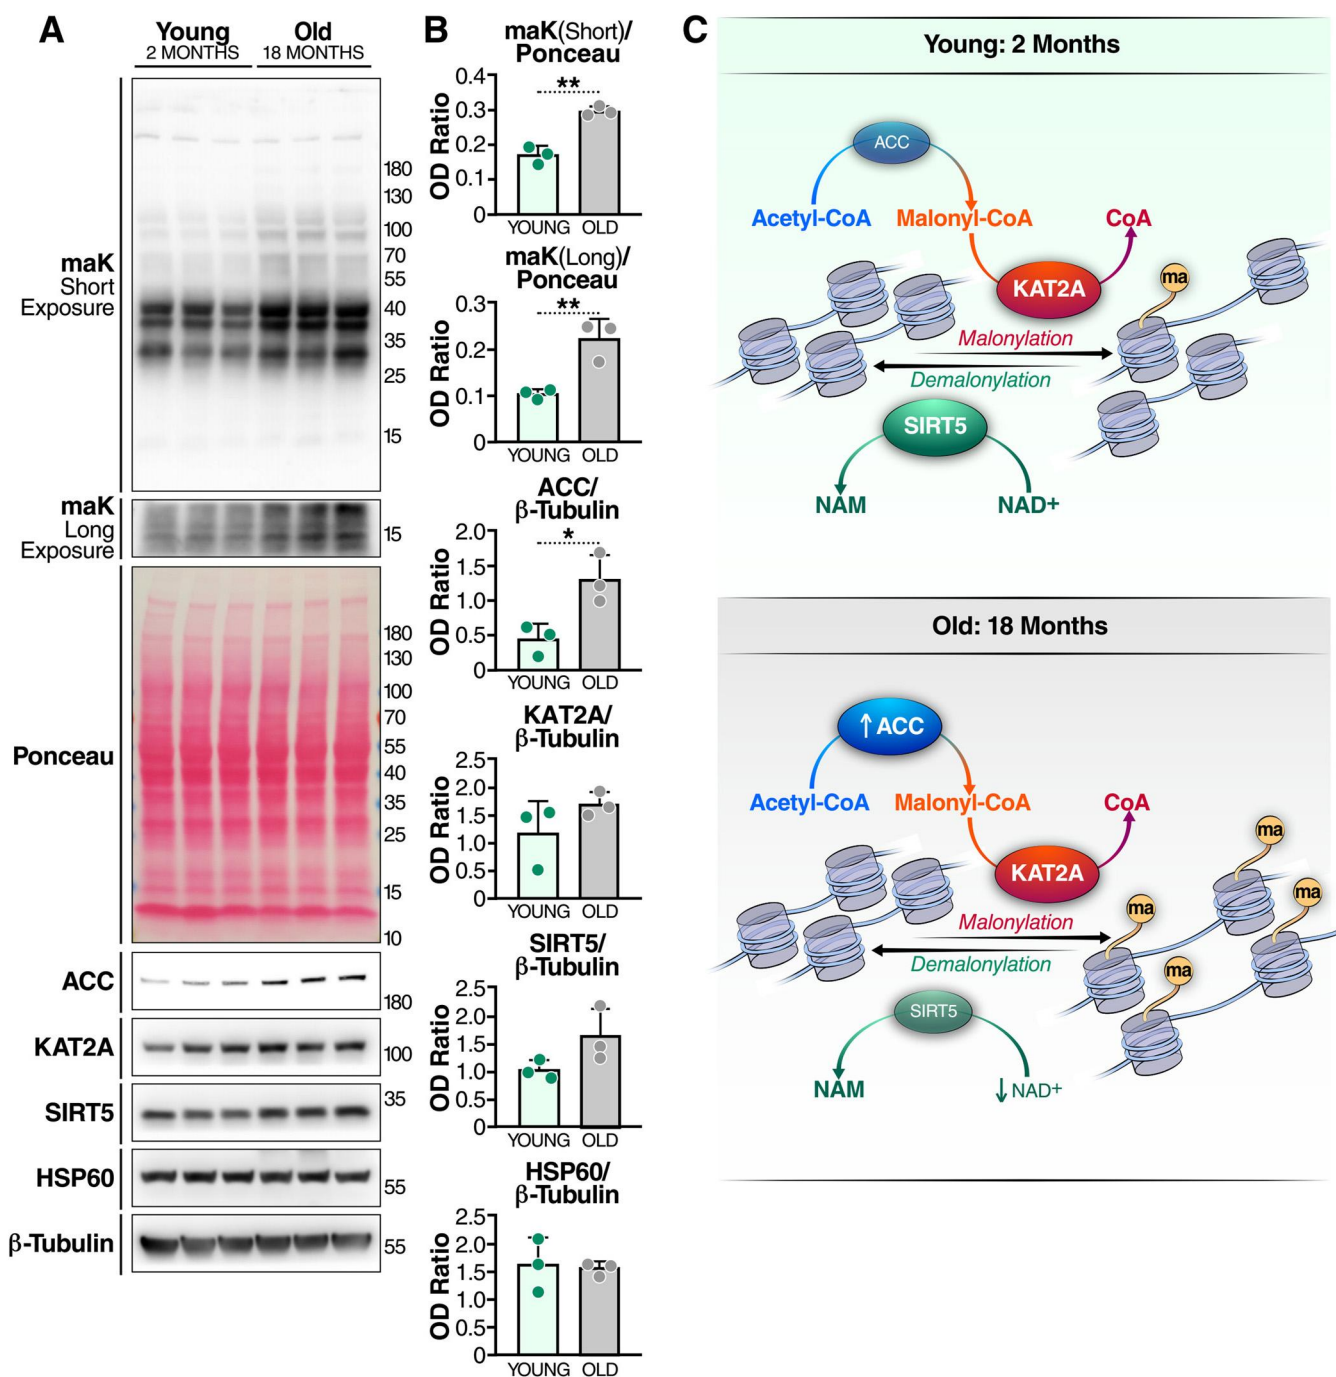 A
Young
2 MONTHS
Old
18 MONTHS
maK
Short
Exposure
180
130
100
70
55
40
35
25
15
maK
Long
Exposure
15
Ponceau
180
130
100
70
55
40
35
25
15
10
ACC
180
KAT2A
100
SIRT5
35
HSP60
55
β-Tubulin
55
B
maK(Short)/
Ponceau
OD Ratio
0.4
0.3
0.2
0.1
0
**
YOUNG OLD
maK(Long)/
Ponceau
OD Ratio
0.3
0.2
0.1
0
**
YOUNG OLD
ACC/
β-Tubulin
OD Ratio
2.0
1.5
1.0
0.5
0
*
YOUNG OLD
KAT2A/
β-Tubulin
OD Ratio
2.5
2.0
1.5
1.0
0.5
0
YOUNG OLD
SIRT5/
β-Tubulin
OD Ratio
2.5
2.0
1.5
1.0
0.5
0
YOUNG OLD
HSP60/
β-Tubulin
OD Ratio
2.5
2.0
1.5
1.0
0.5
0
YOUNG OLD
C
Young: 2 Months
ACC
Acetyl-CoA
Malonyl-CoA
CoA
KAT2A
ma
Malonylation
Demalonylation
SIRT5
NAM
NAD+
Old: 18 Months
↑ACC
Acetyl-CoA
Malonyl-CoA
CoA
KAT2A
ma
ma
ma
ma
Malonylation
Demalonylation
SIRT5
NAM
↓NAD+